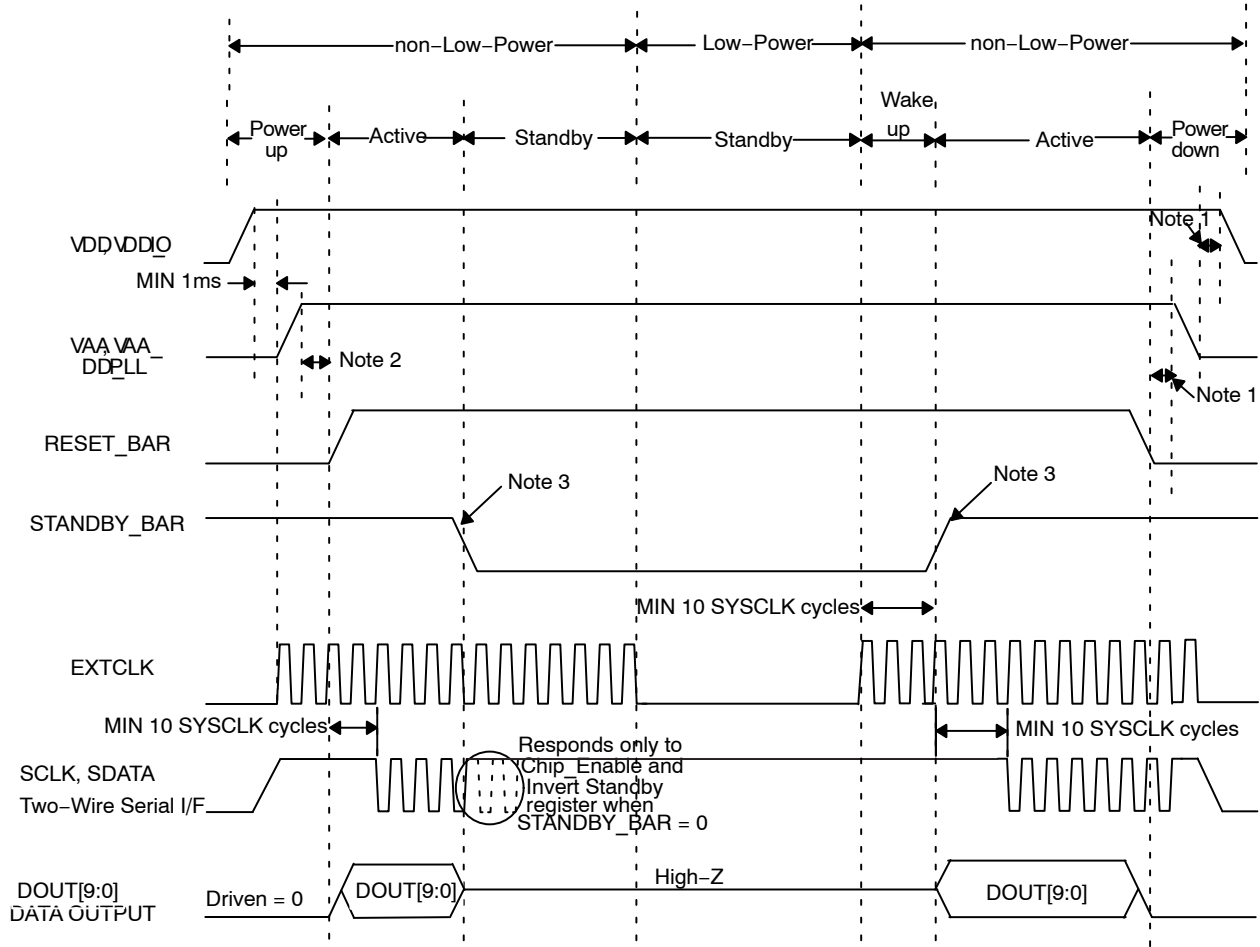 non–Low–Power
Low–Power
non–Low–Power
Power
up
Active
Standby
Standby
Wake
up
Active
Power
down
VDD,VDDIO
Note 1
MIN 1ms
VAA, VAA_
DDPLL
Note 2
Note 1
RESET_BAR
Note 3
Note 3
STANDBY_BAR
MIN 10 SYSCLK cycles
EXTCLK
MIN 10 SYSCLK cycles
MIN 10 SYSCLK cycles
SCLK, SDATA
Two–Wire Serial I/F
Responds only to
Chip_Enable and
Invert Standby
register when
STANDBY_BAR = 0
DOUT[9:0]
DATA OUTPUT
Driven = 0
DOUT[9:0]
High–Z
DOUT[9:0]